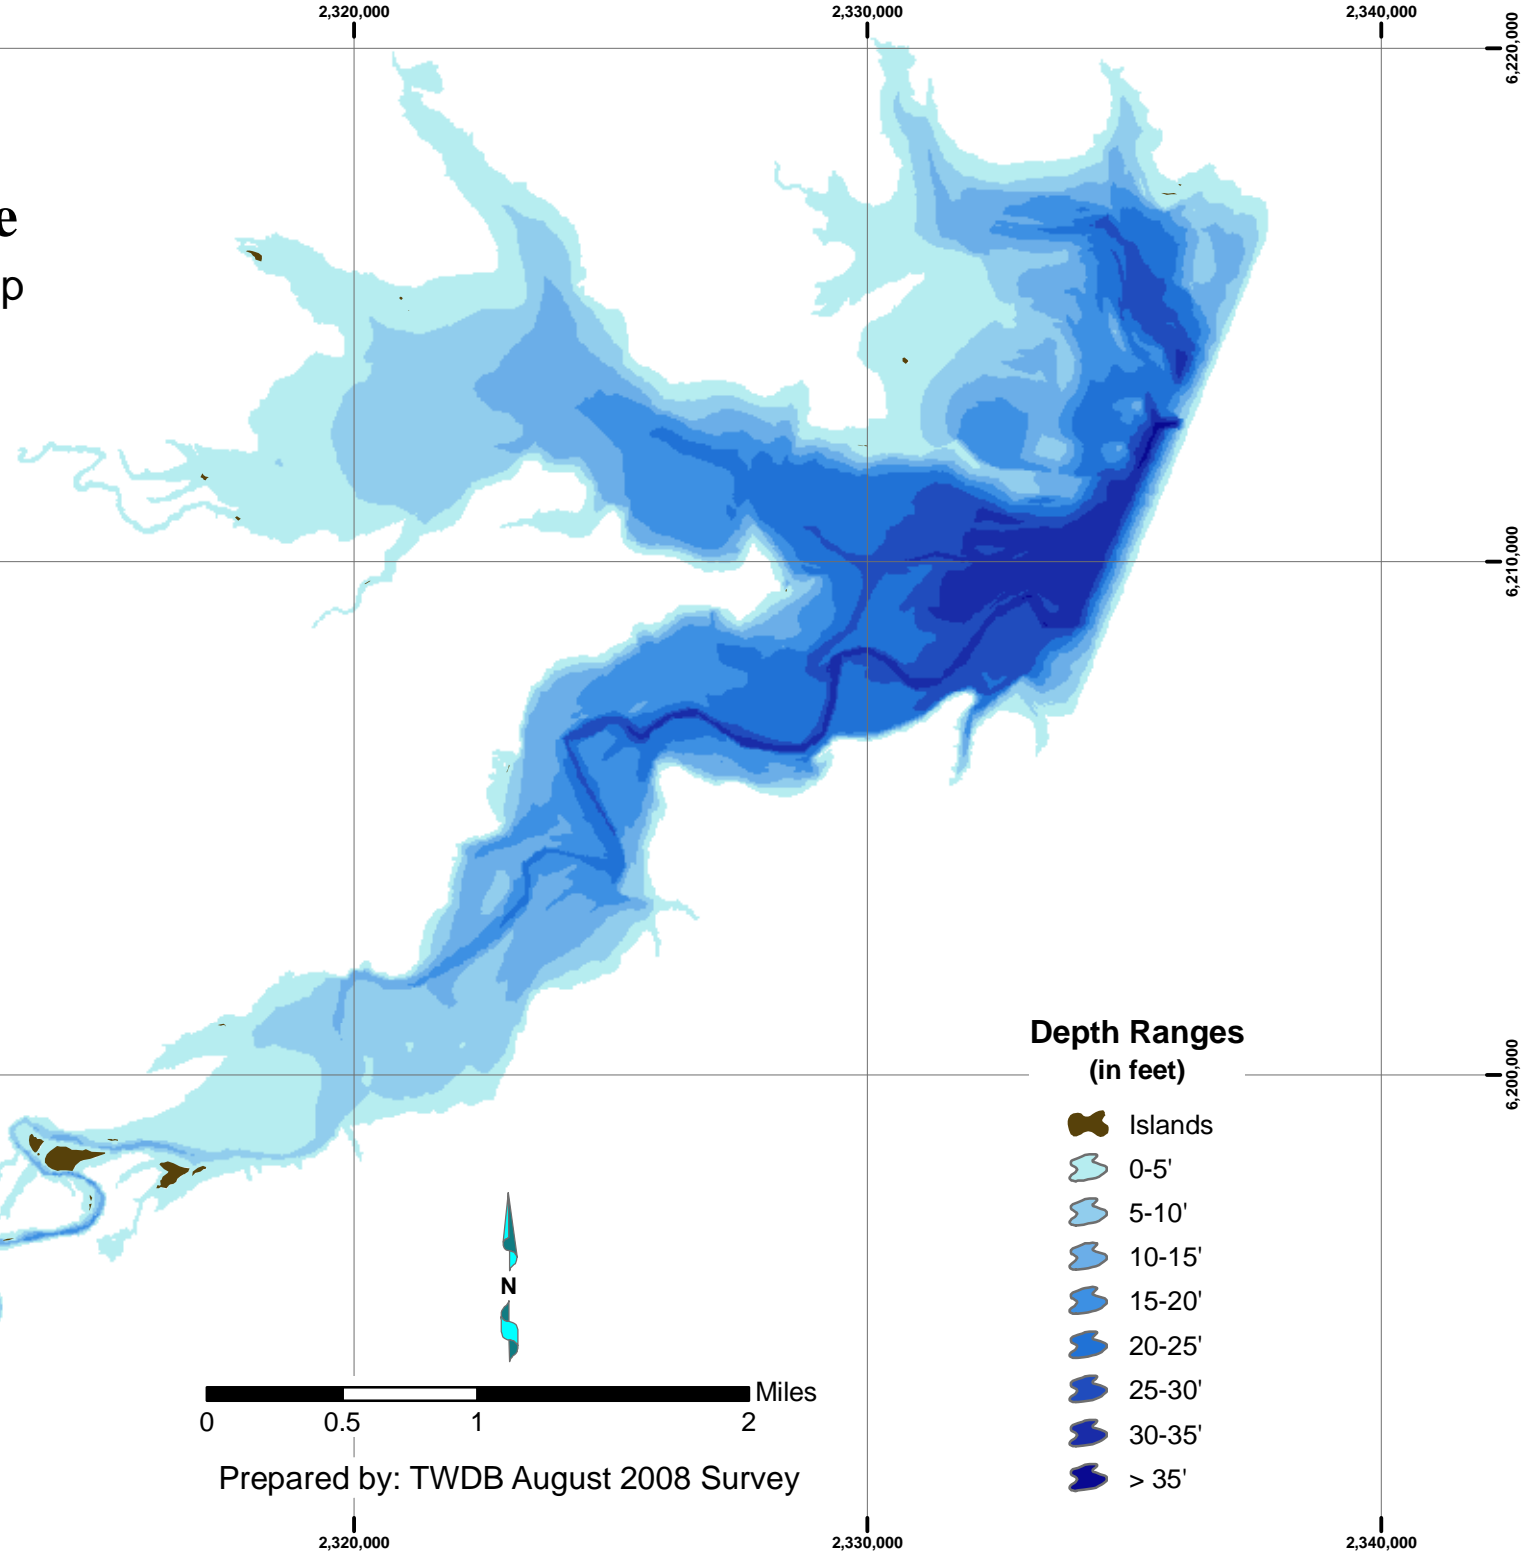 2,320,000
2,330,000
2,340,000
6,220,000
e
p
6,210,000
6,200,000
Depth Ranges
(in feet)
Islands
0-5'
5-10'
10-15'
15-20'
20-25'
25-30'
30-35'
> 35'
N
Miles
0
0.5
1
2
Prepared by: TWDB August 2008 Survey
2,320,000
2,330,000
2,340,000